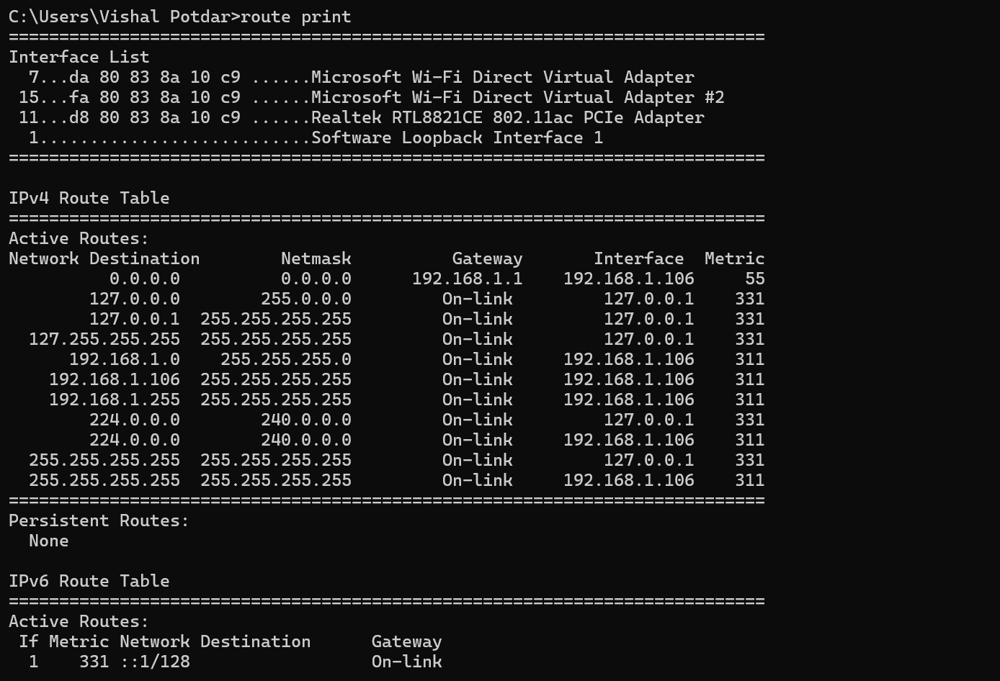 C:\Users\Vishal Potdar>route print
===========================================================================
Interface List
  7...da 80 83 8a 10 c9 ......Microsoft Wi-Fi Direct Virtual Adapter
 15...fa 80 83 8a 10 c9 ......Microsoft Wi-Fi Direct Virtual Adapter #2
 11...d8 80 83 8a 10 c9 ......Realtek RTL8821CE 802.11ac PCIe Adapter
  1...........................Software Loopback Interface 1
===========================================================================

IPv4 Route Table
===========================================================================
Active Routes:
Network Destination        Netmask          Gateway       Interface  Metric
          0.0.0.0          0.0.0.0      192.168.1.1    192.168.1.106     55
        127.0.0.0        255.0.0.0         On-link         127.0.0.1    331
        127.0.0.1  255.255.255.255         On-link         127.0.0.1    331
  127.255.255.255  255.255.255.255         On-link         127.0.0.1    331
      192.168.1.0    255.255.255.0         On-link     192.168.1.106    311
    192.168.1.106  255.255.255.255         On-link     192.168.1.106    311
    192.168.1.255  255.255.255.255         On-link     192.168.1.106    311
        224.0.0.0        240.0.0.0         On-link         127.0.0.1    331
        224.0.0.0        240.0.0.0         On-link     192.168.1.106    311
  255.255.255.255  255.255.255.255         On-link         127.0.0.1    331
  255.255.255.255  255.255.255.255         On-link     192.168.1.106    311
===========================================================================
Persistent Routes:
  None

IPv6 Route Table
===========================================================================
Active Routes:
 If Metric Network Destination      Gateway
  1    331 ::1/128                  On-link